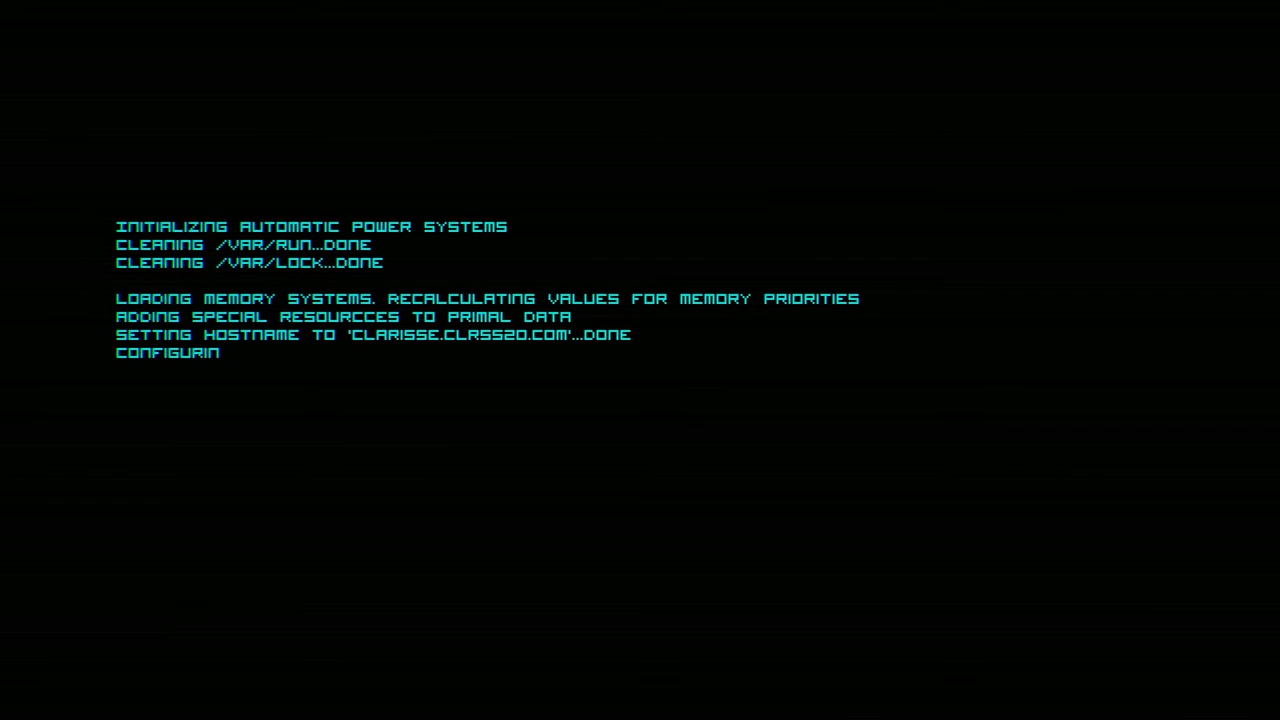 INITIALIZING AUTOMATIC POWER SYSTEMS
CLEANING /VAR/RUN...DONE
CLEANING /VAR/LOCK...DONE
LOADING MEMORY SYSTEMS. RECALCULATING VALUES FOR MEMORY PRIORITIES
ADDING SPECIAL RESOURCCES TO PRIMAL DATA
SETTING HOSTNAME TO 'CLARISSE.CLRSS20.COM'...DONE
CONFIGURIN